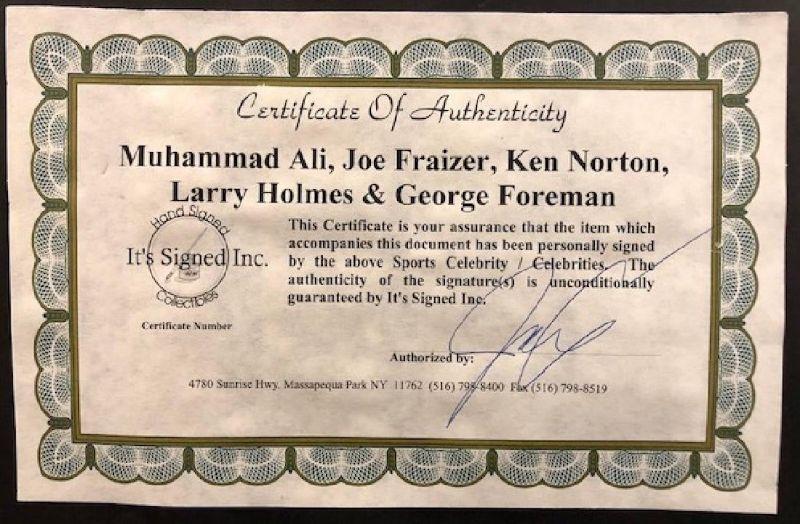 Certificate Of Authenticity
Muhammad Ali, Joe Fraizer, Ken Norton,
Larry Holmes & George Foreman
Hand Signed
It's Signed Inc.
Collectibles
Certificate Number
This Certificate is your assurance that the item which
accompanies this document has been personally signed
by the above Sports Celebrity / Celebrities. The
authenticity of the signature(s) is unconditionally
guaranteed by It's Signed Inc.
Authorized by:
4780 Sunrise Hwy. Massapequa Park NY 11762 (516) 798-8400 Fax (516) 798-8519